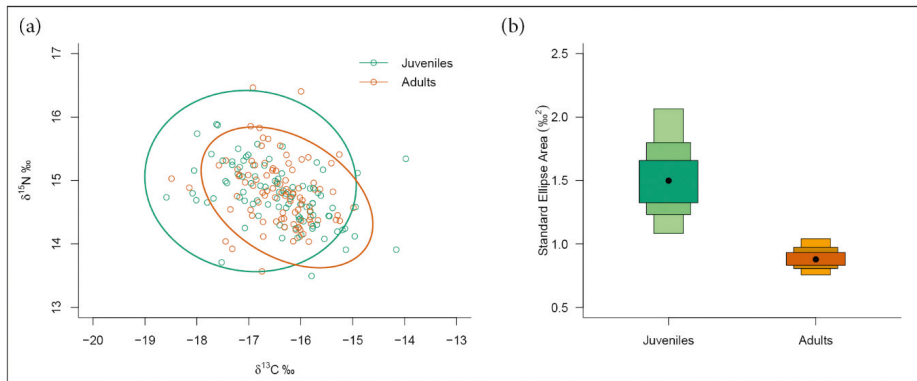 (a)
17
16
15
14
13
δ¹⁵N ‰
Juveniles
Adults
−20 −19 −18 −17 −16 −15 −14 −13
δ¹³C ‰
(b)
2.5
2.0
1.5
1.0
0.5
Standard Ellipse Area (‰²)
Juveniles Adults